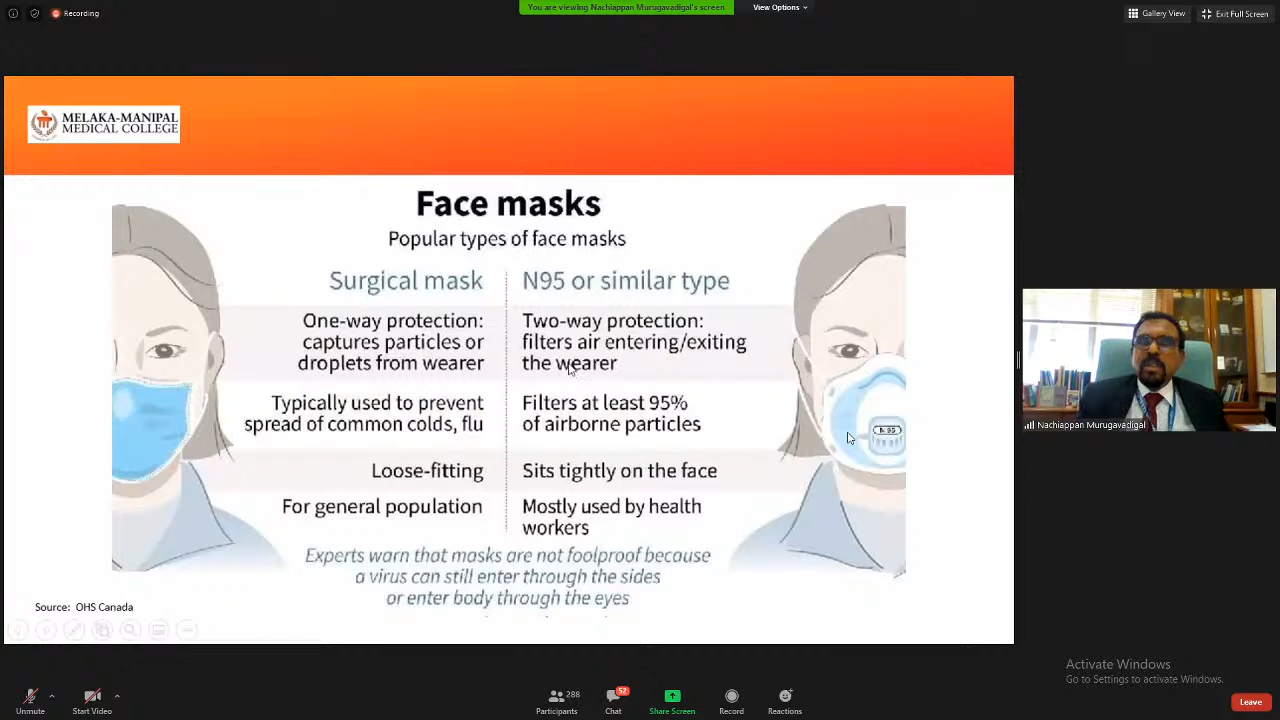 Recording
You are viewing Nachiappan Murugavadigal's screen
View Options
Gallery View
Exit Full Screen
MELAKA-MANIPAL
MEDICAL COLLEGE
Face masks
Popular types of face masks
Surgical mask
N95 or similar type
One-way protection:
captures particles or
droplets from wearer
Two-way protection:
filters air entering/exiting
the wearer
Typically used to prevent
spread of common colds, flu
Filters at least 95%
of airborne particles
Loose-fitting
Sits tightly on the face
For general population
Mostly used by health
workers
N 95
Experts warn that masks are not foolproof because
a virus can still enter through the sides
or enter body through the eyes
Source: OHS Canada
Nachiappan Murugavadigal
Activate Windows
Go to Settings to activate Windows.
Unmute
Start Video
288
Participants
52
Chat
Share Screen
Record
Reactions
Leave